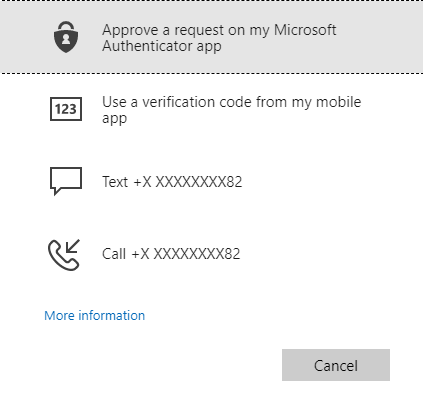 Approve a request on my Microsoft
Authenticator app
123
Use a verification code from my mobile
app
Text +X XXXXXXXX82
Call +X XXXXXXXX82
More information
Cancel